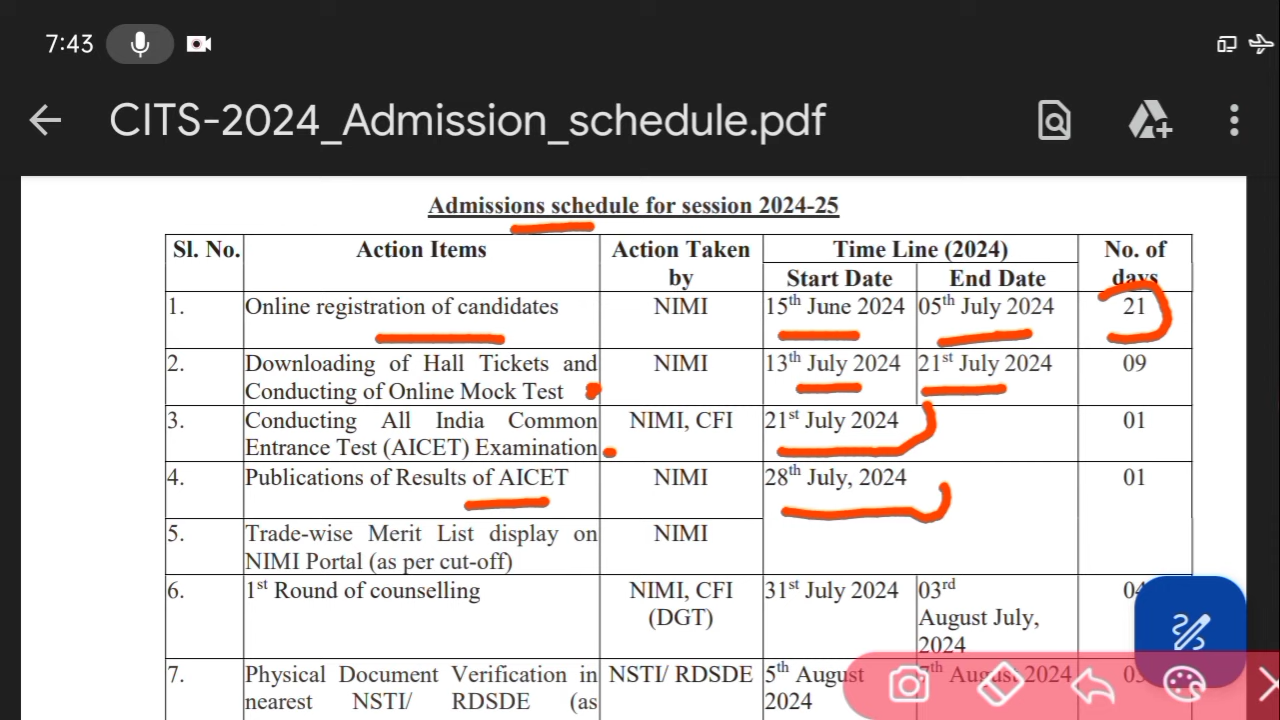 7:43
CITS-2024_Admission_schedule.pdf
Admissions schedule for session 2024-25
Sl. No. Action Items Action Taken by Time Line (2024) No. of days
Start Date End Date
1. Online registration of candidates NIMI 15th June 2024 05th July 2024 21
2. Downloading of Hall Tickets and NIMI 13th July 2024 21st July 2024 09
Conducting of Online Mock Test
3. Conducting All India Common NIMI, CFI 21st July 2024 01
Entrance Test (AICET) Examination
4. Publications of Results of AICET NIMI 28th July, 2024 01
5. Trade-wise Merit List display on NIMI
NIMI Portal (as per cut-off)
6. 1st Round of counselling NIMI, CFI 31st July 2024 03rd
(DGT) August July,
2024
7. Physical Document Verification in NSTI/ RDSDE 5th August 7th August 2024
nearest NSTI/ RDSDE (as 2024